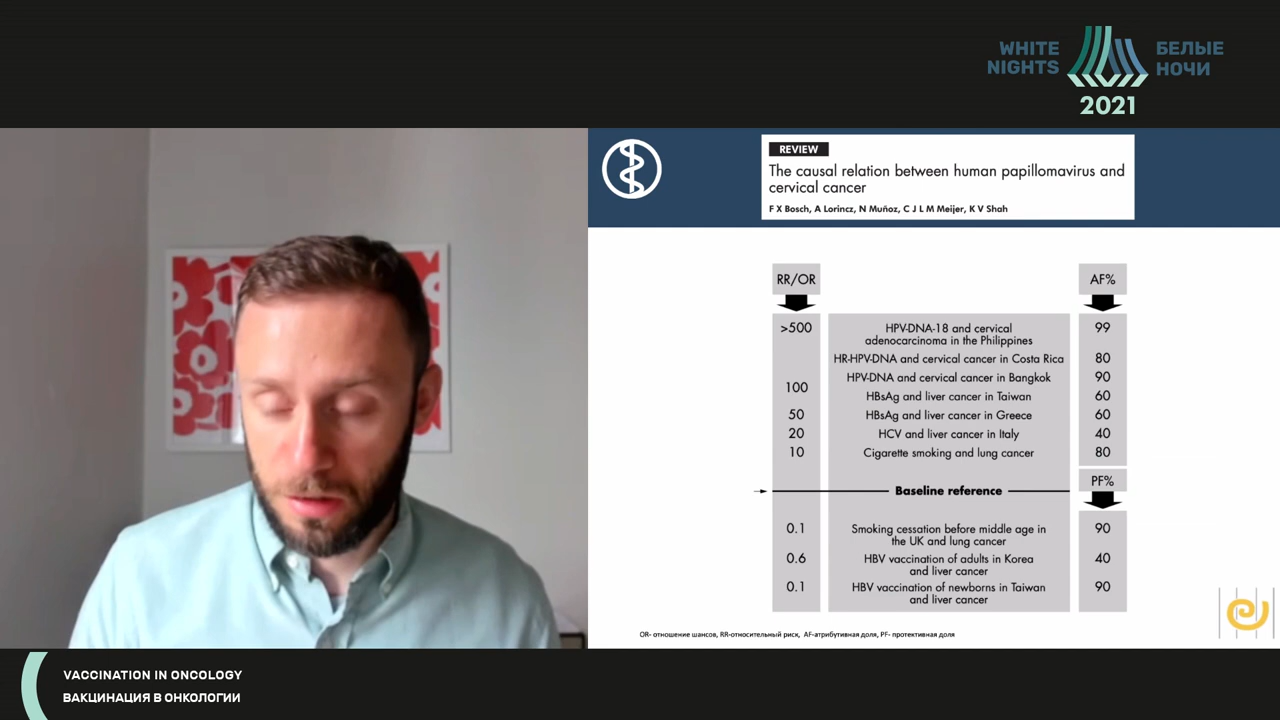 WHITE
NIGHTS
БЕЛЫЕ
НОЧИ
2021
REVIEW
The causal relation between human papillomavirus and
cervical cancer
F X Bosch, A Lorincz, N Muñoz, C J L M Meijer, K V Shah
RR/OR
AF%
>500
HPV-DNA-18 and cervical
adenocarcinoma in the Philippines
99
HR-HPV-DNA and cervical cancer in Costa Rica
80
HPV-DNA and cervical cancer in Bangkok
90
100
HBsAg and liver cancer in Taiwan
60
50
HBsAg and liver cancer in Greece
60
20
HCV and liver cancer in Italy
40
10
Cigarette smoking and lung cancer
80
PF%
Baseline reference
0.1
Smoking cessation before middle age in
the UK and lung cancer
90
0.6
HBV vaccination of adults in Korea
and liver cancer
40
0.1
HBV vaccination of newborns in Taiwan
and liver cancer
90
OR- отношение шансов, RR-относительный риск, AF-атрибутивная доля, PF- протективная доля
VACCINATION IN ONCOLOGY
ВАКЦИНАЦИЯ В ОНКОЛОГИИ